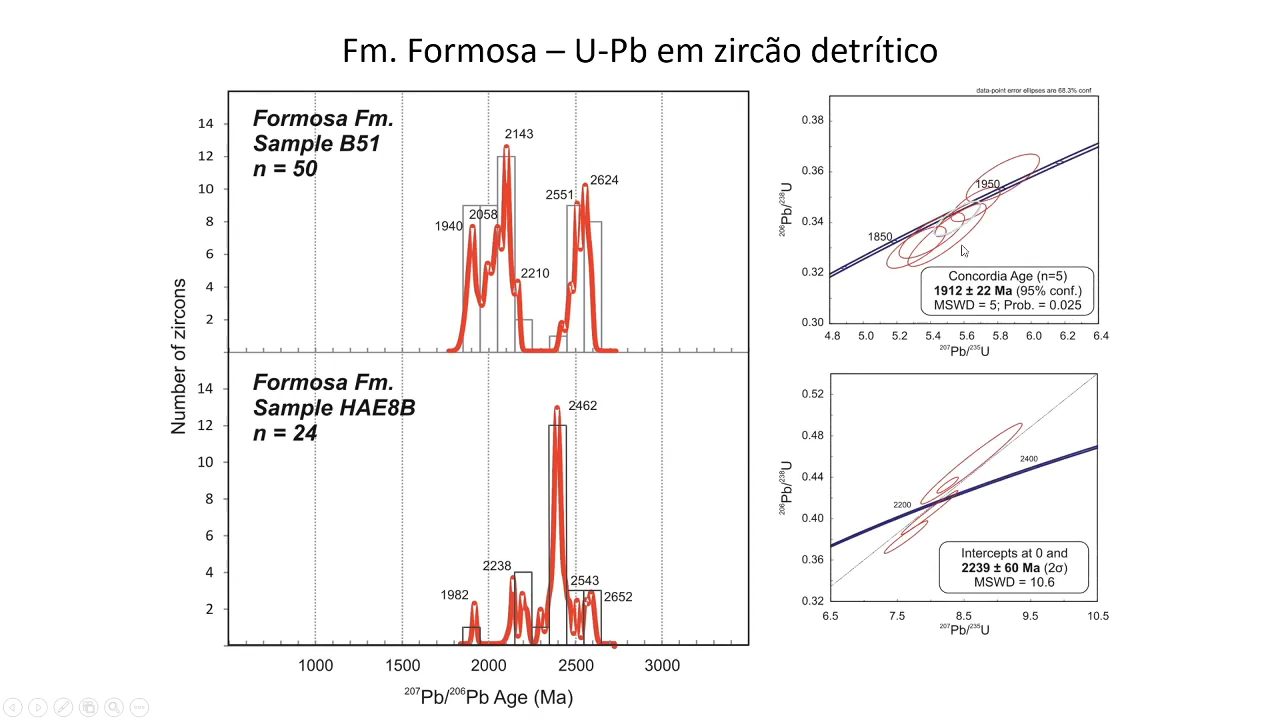 Fm. Formosa – U-Pb em zircão detrítico
Formosa Fm.
Sample B51
n = 50
14
12
10
8
6
4
2
1940
2058
2143
2210
2551
2624
Number of zircons
Formosa Fm.
Sample HAE8B
n = 24
14
12
10
8
6
4
2
1982
2238
2462
2543
2652
1000 1500 2000 2500 3000
207Pb/206Pb Age (Ma)
data-point error ellipses are 68.3% conf
0.38
0.36
0.34
0.32
0.30
206Pb/238U
1950
1850
Concordia Age (n=5)
1912 ± 22 Ma (95% conf.)
MSWD = 5; Prob. = 0.025
4.8 5.0 5.2 5.4 5.6 5.8 6.0 6.2 6.4
207Pb/235U
0.52
0.48
0.44
0.40
0.36
0.32
206Pb/238U
2400
2200
Intercepts at 0 and
2239 ± 60 Ma (2σ)
MSWD = 10.6
6.5 7.5 8.5 9.5 10.5
207Pb/235U